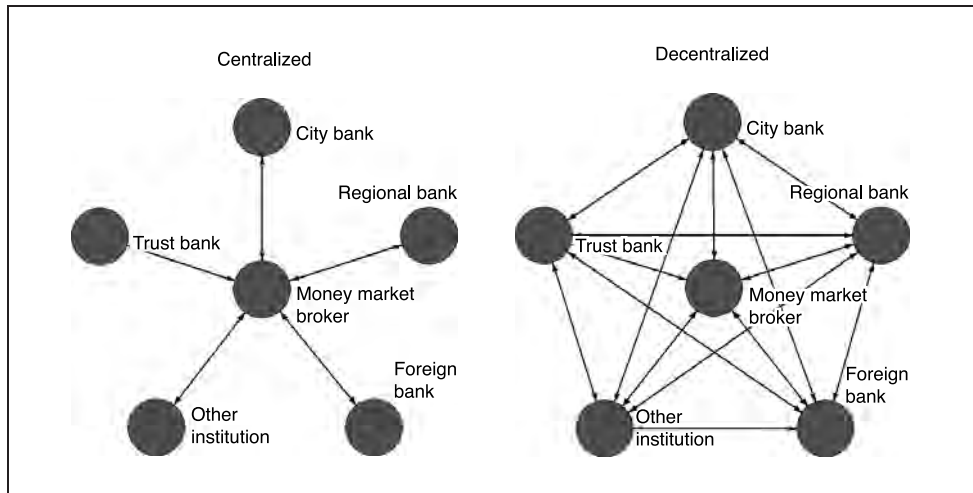 Centralized
City bank
Regional bank
Trust bank
Money market
broker
Foreign
bank
Other
institution
Decentralized
City bank
Regional bank
Trust bank
Money market
broker
Foreign
bank
Other
institution